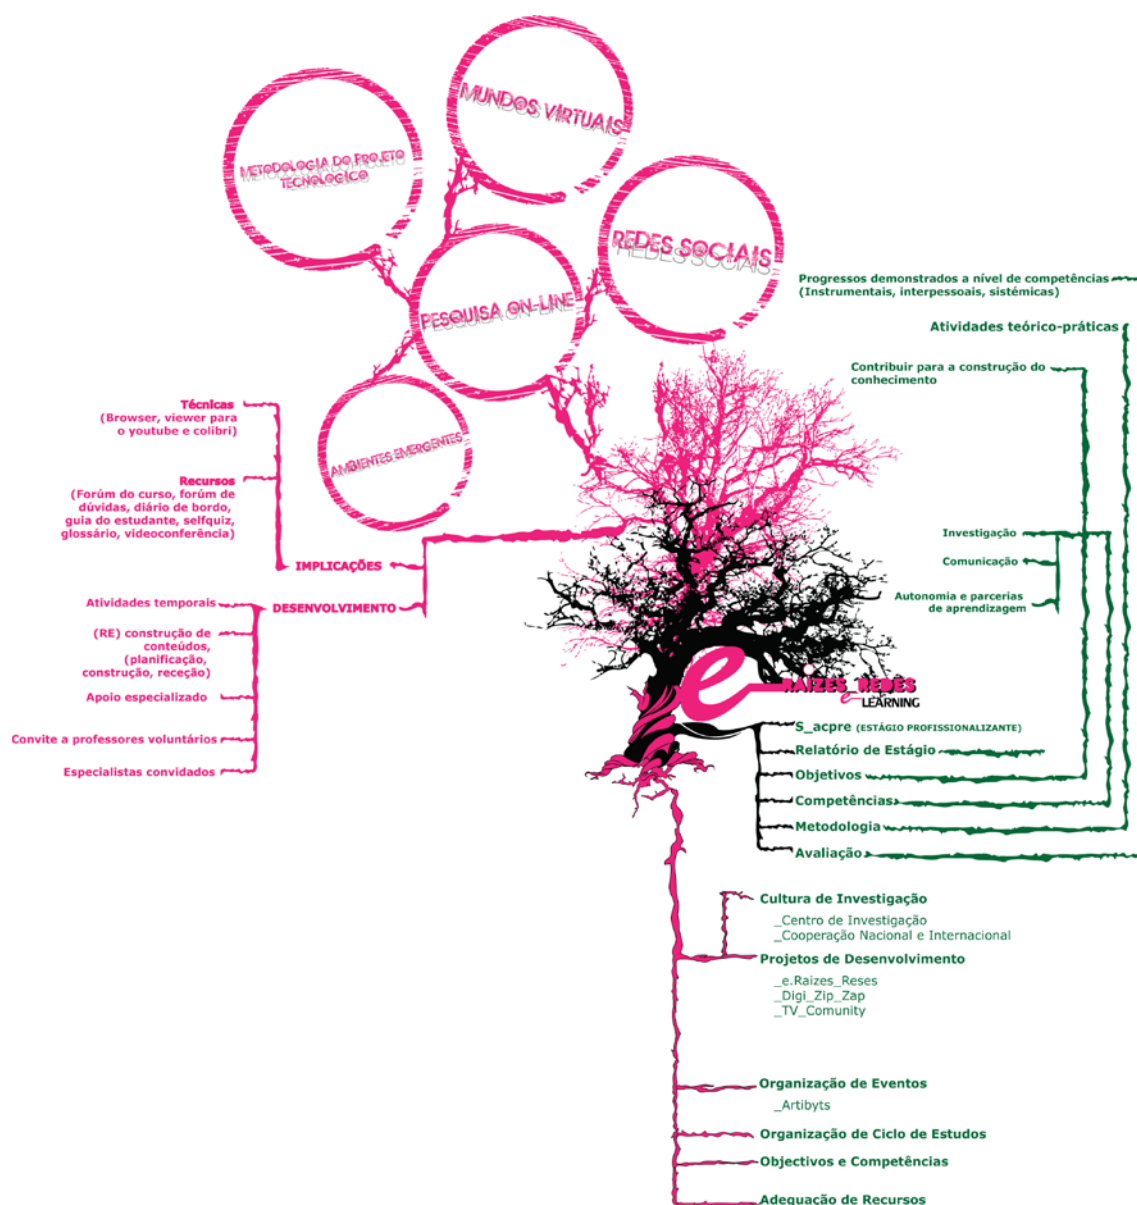 MUNDOS VIRTUAIS
METODOLOGIA DO PROJETO
TECNOLOGICO
REDES SOCIAIS
PESQUISA ON-LINE
AMBIENTES EMERGENTES
Técnicas
(Browser, viewer para
o youtube e colibri)
Recursos
(Forúm do curso, forúm de
dúvidas, diário de bordo,
guia do estudante, selfquiz,
glossário, videoconferência)
IMPLICAÇÕES
DESENVOLVIMENTO
Atividades temporais
(RE) construção de
conteúdos,
(planificação,
construção, receção)
Apoio especializado
Convite a professores voluntários
Especialistas convidados
Progressos demonstrados a nível de competências
(Instrumentais, interpessoais, sistémicas)
Atividades teórico-práticas
Contribuir para a construção do
conhecimento
Investigação
Comunicação
Autonomia e parcerias
de aprendizagem
e RAIZES_REDES
e LEARNING
S_acpre (ESTÁGIO PROFISSIONALIZANTE)
Relatório de Estágio
Objetivos
Competências
Metodologia
Avaliação
Cultura de Investigação
_Centro de Investigação
_Cooperação Nacional e Internacional
Projetos de Desenvolvimento
_e.Raizes_Reses
_Digi_Zip_Zap
_TV_Comunity
Organização de Eventos
_Artibyts
Organização de Ciclo de Estudos
Objectivos e Competências
Adequação de Recursos